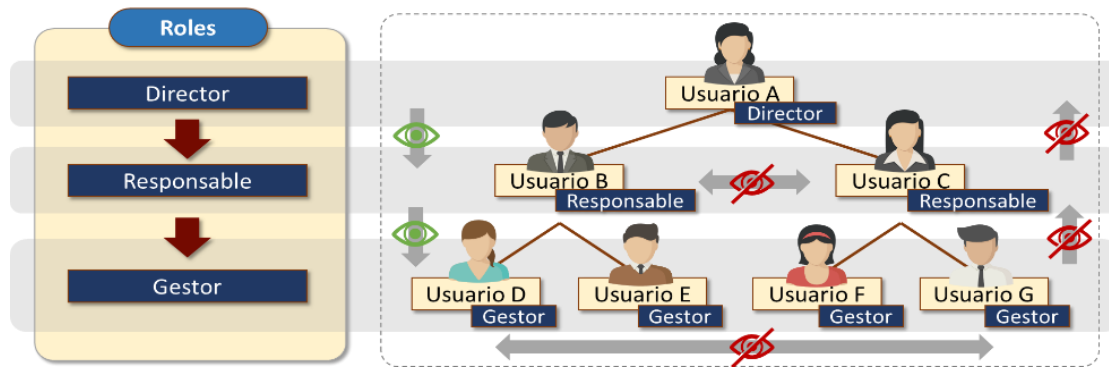 Roles
Director
Responsable
Gestor
Usuario A
Director
Usuario B
Responsable
Usuario C
Responsable
Usuario D
Gestor
Usuario E
Gestor
Usuario F
Gestor
Usuario G
Gestor